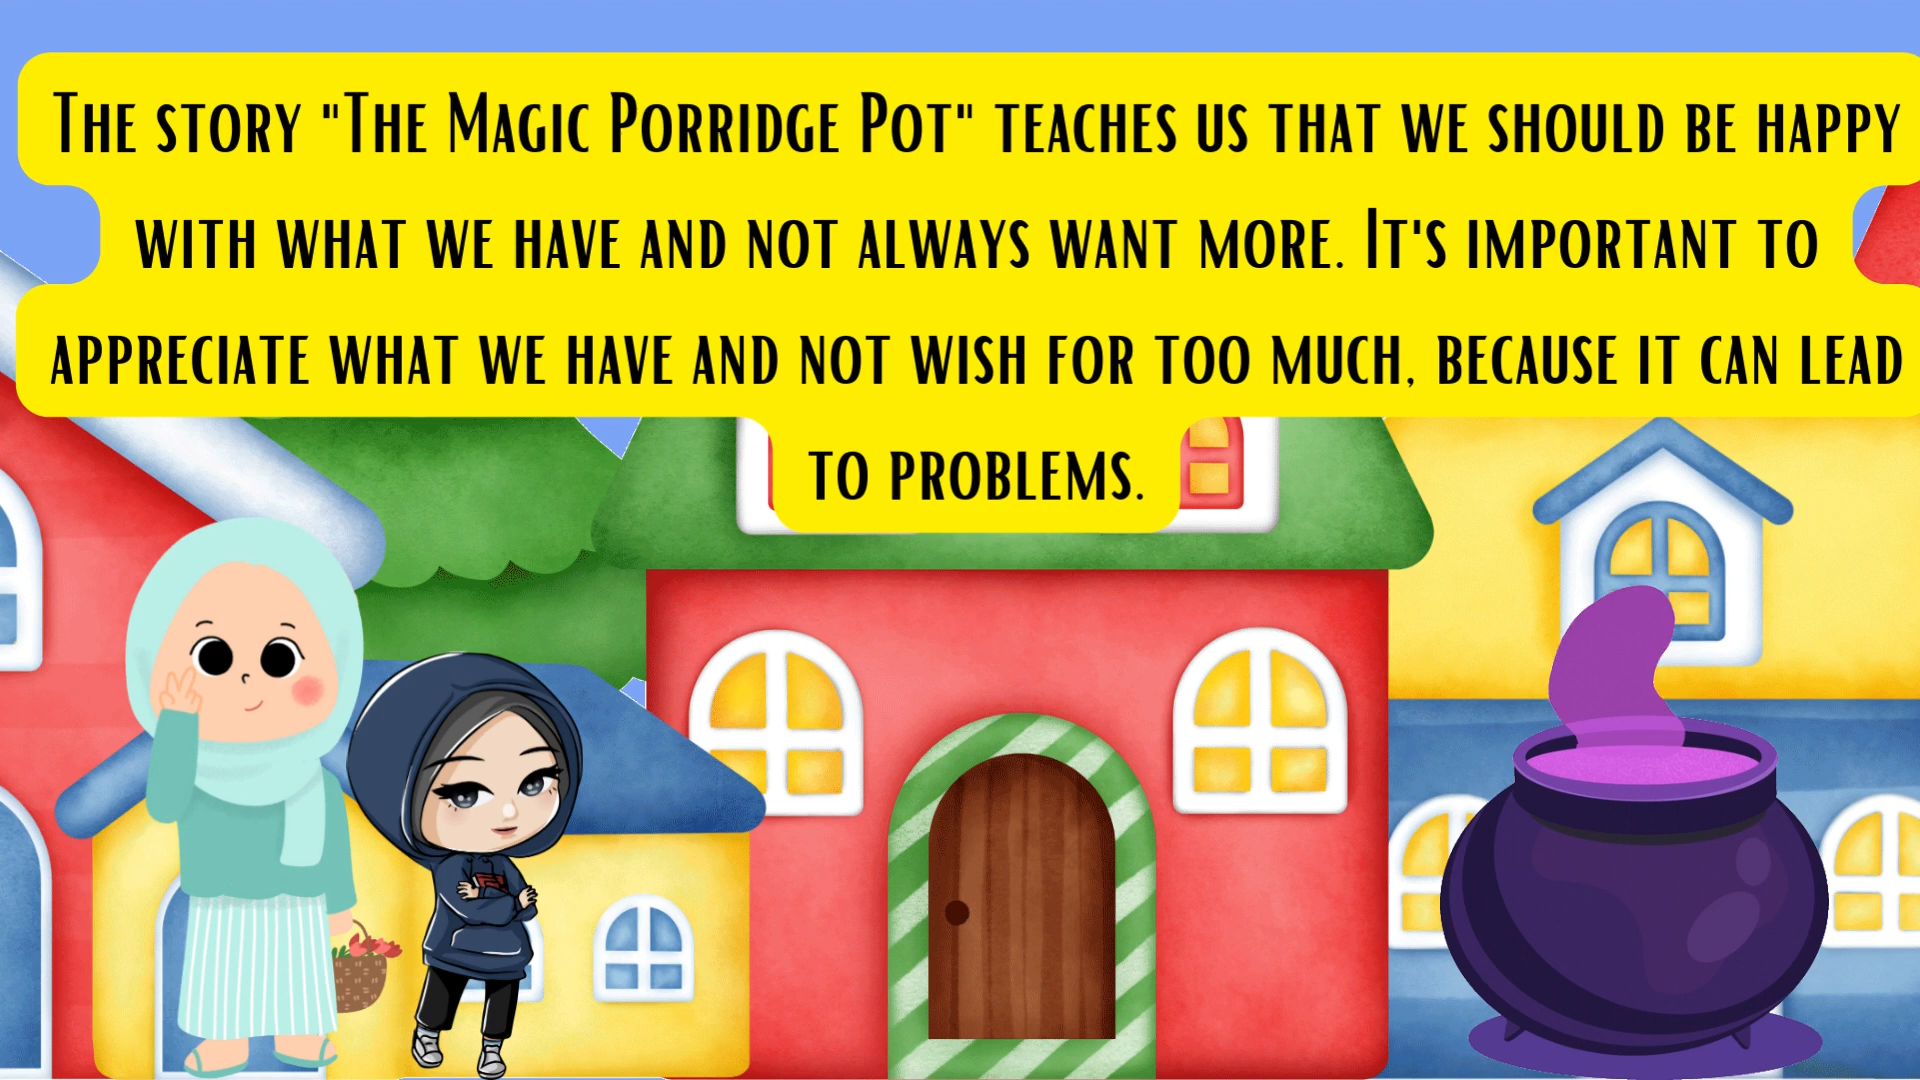 The story "The Magic Porridge Pot" teaches us that we should be happy
with what we have and not always want more. It's important to
appreciate what we have and not wish for too much, because it can lead
to problems.